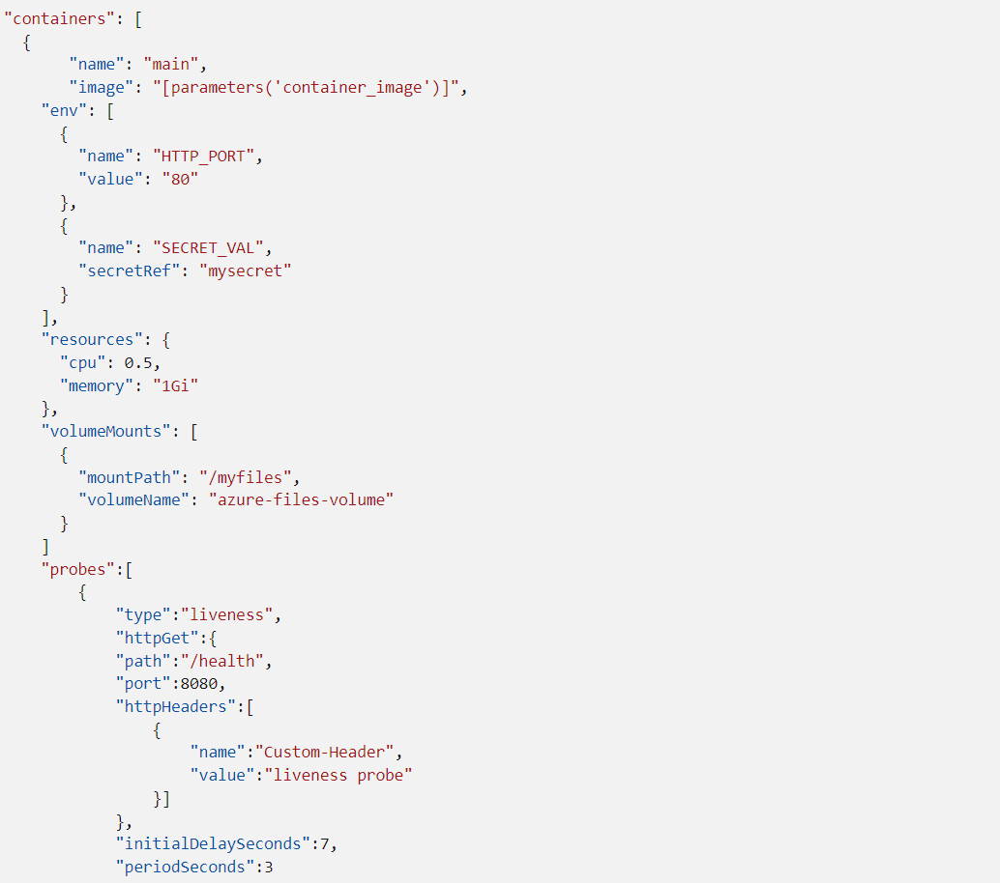 "containers": [
{
"name": "main",
"image": "[parameters('container_image')]",
"env": [
{
"name": "HTTP_PORT",
"value": "80"
},
{
"name": "SECRET_VAL",
"secretRef": "mysecret"
}
],
"resources": {
"cpu": 0.5,
"memory": "1Gi"
},
"volumeMounts": [
{
"mountPath": "/myfiles",
"volumeName": "azure-files-volume"
}
]
"probes":[
{
"type":"liveness",
"httpGet":{
"path":"/health",
"port":8080,
"httpHeaders":[
{
"name":"Custom-Header",
"value":"liveness probe"
}]
},
"initialDelaySeconds":7,
"periodSeconds":3